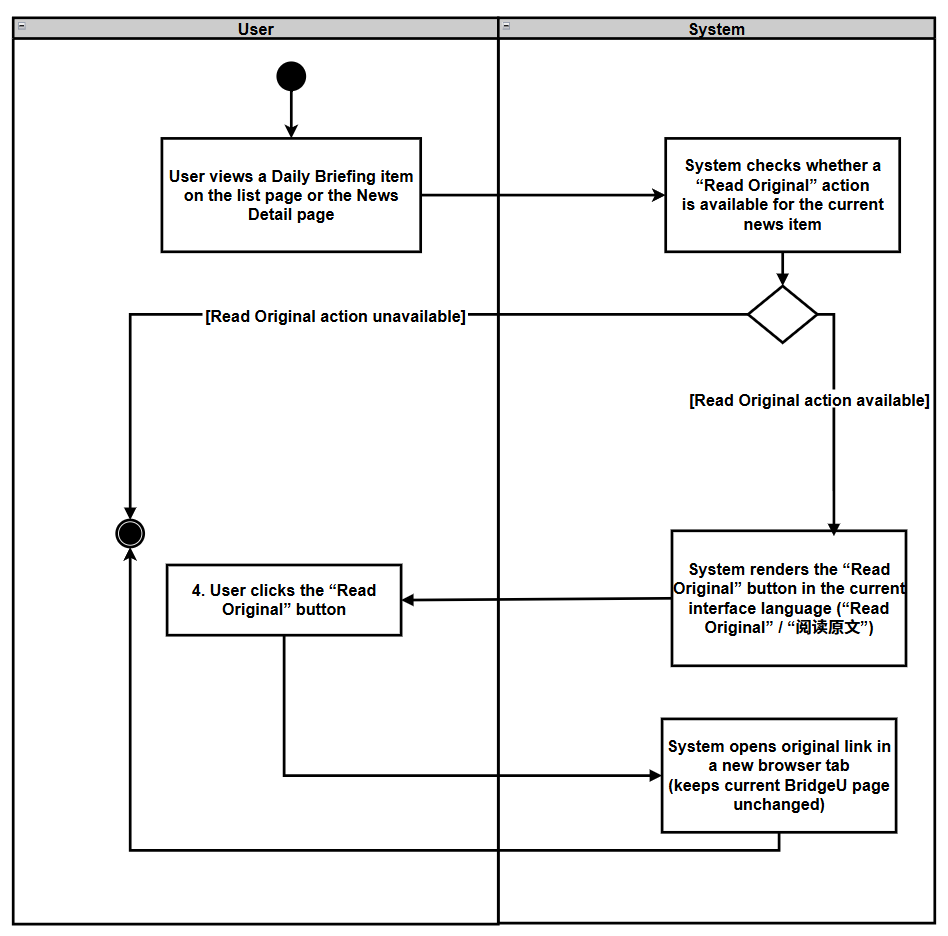 User
System
User views a Daily Briefing item
on the list page or the News
Detail page
System checks whether a
“Read Original” action
is available for the current
news item
[Read Original action unavailable]
[Read Original action available]
System renders the “Read
Original” button in the current
interface language (“Read
Original” / “阅读原文”)
4. User clicks the “Read
Original” button
System opens original link in
a new browser tab
(keeps current BridgeU page
unchanged)